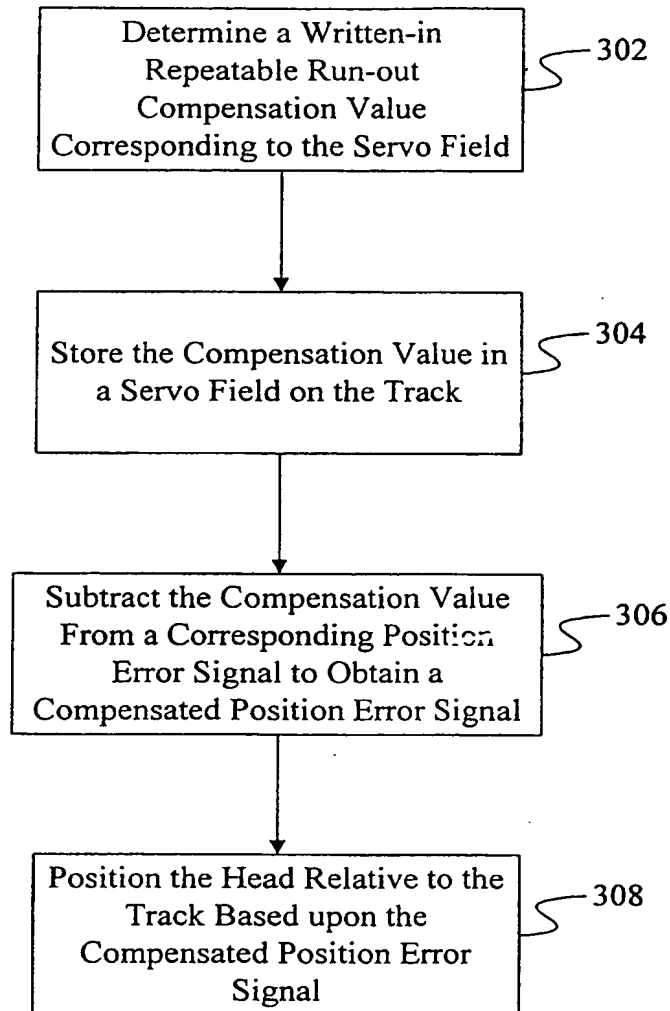 Determine a Written-in
Repeatable Run-out
Compensation Value
Corresponding to the Servo Field
302
Store the Compensation Value in
a Servo Field on the Track
304
Subtract the Compensation Value
From a Corresponding Position
Error Signal to Obtain a
Compensated Position Error Signal
306
Position the Head Relative to the
Track Based upon the
Compensated Position Error
Signal
308